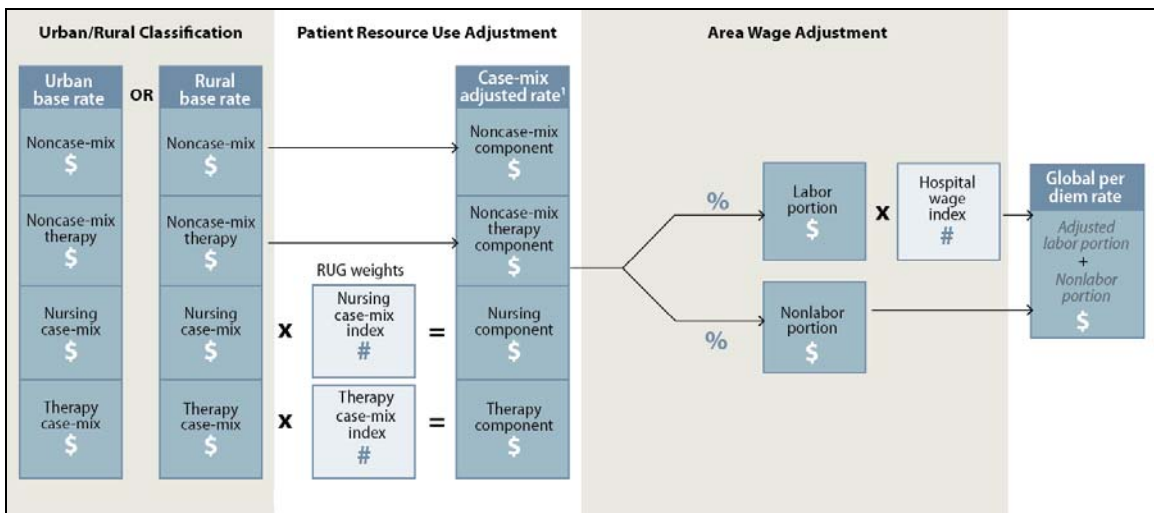 Urban/Rural Classification
Patient Resource Use Adjustment
Area Wage Adjustment
Urban
base rate
OR
Rural
base rate
Case-mix
adjusted rate¹
Noncase-mix
$
Noncase-mix
$
Noncase-mix
component
$
Noncase-mix
therapy
$
Noncase-mix
therapy
$
Noncase-mix
therapy
component
$
RUG weights
Nursing
case-mix
$
Nursing
case-mix
$
x
Nursing
case-mix
index
#
=
Nursing
component
$
Therapy
case-mix
$
Therapy
case-mix
$
x
Therapy
case-mix
index
#
=
Therapy
component
$
%
Labor
portion
$
x
Hospital
wage
index
#
%
Nonlabor
portion
$
Global per
diem rate
Adjusted
labor portion
+
Nonlabor
portion
$